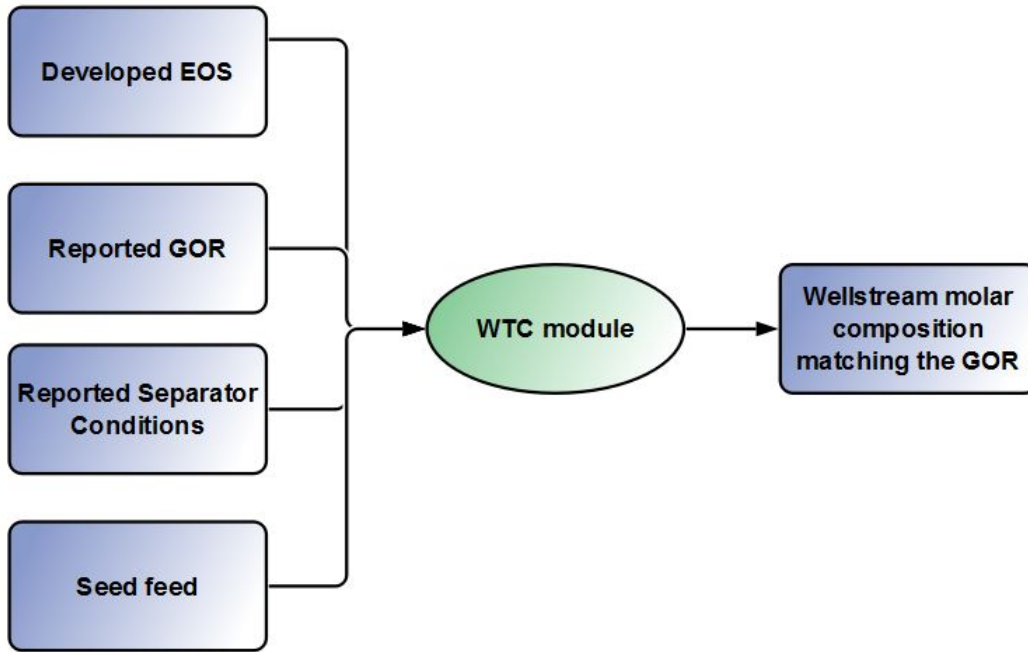 Developed EOS
Reported GOR
Reported Separator
Conditions
Seed feed
WTC module
Wellstream molar
composition
matching the GOR